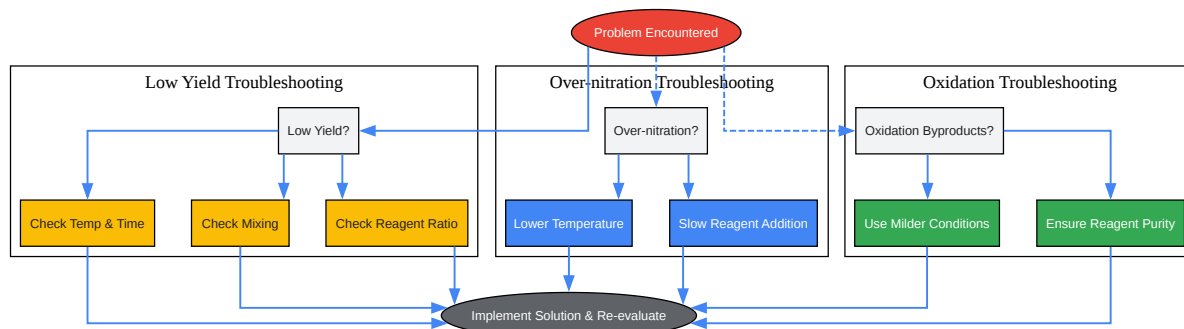 Problem Encountered
Low Yield Troubleshooting
Over-nitration Troubleshooting
Oxidation Troubleshooting
Low Yield?
Over-nitration?
Oxidation Byproducts?
Check Temp & Time
Check Mixing
Check Reagent Ratio
Lower Temperature
Slow Reagent Addition
Use Milder Conditions
Ensure Reagent Purity
Implement Solution & Re-evaluate